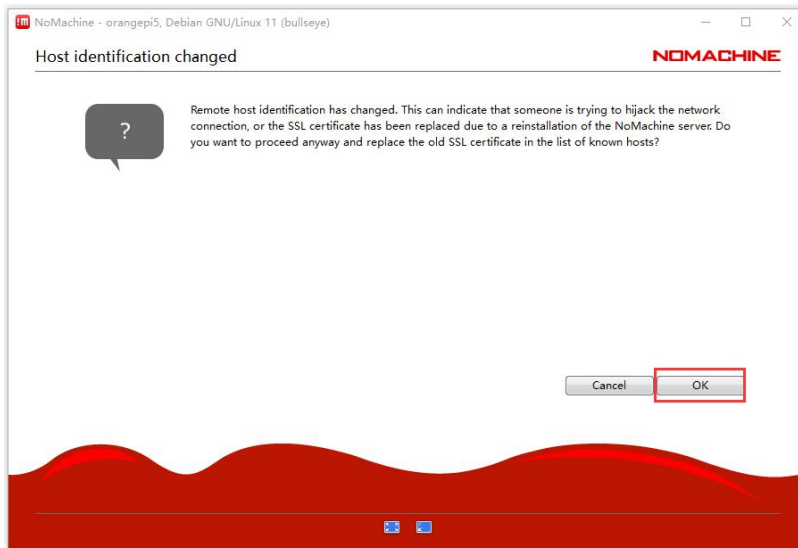 !M NoMachine - orangepi5, Debian GNU/Linux 11 (bullseye)
Host identification changed
NOMACHINE
?
Remote host identification has changed. This can indicate that someone is trying to hijack the network
connection, or the SSL certificate has been replaced due to a reinstallation of the NoMachine server. Do
you want to proceed anyway and replace the old SSL certificate in the list of known hosts?
Cancel
OK